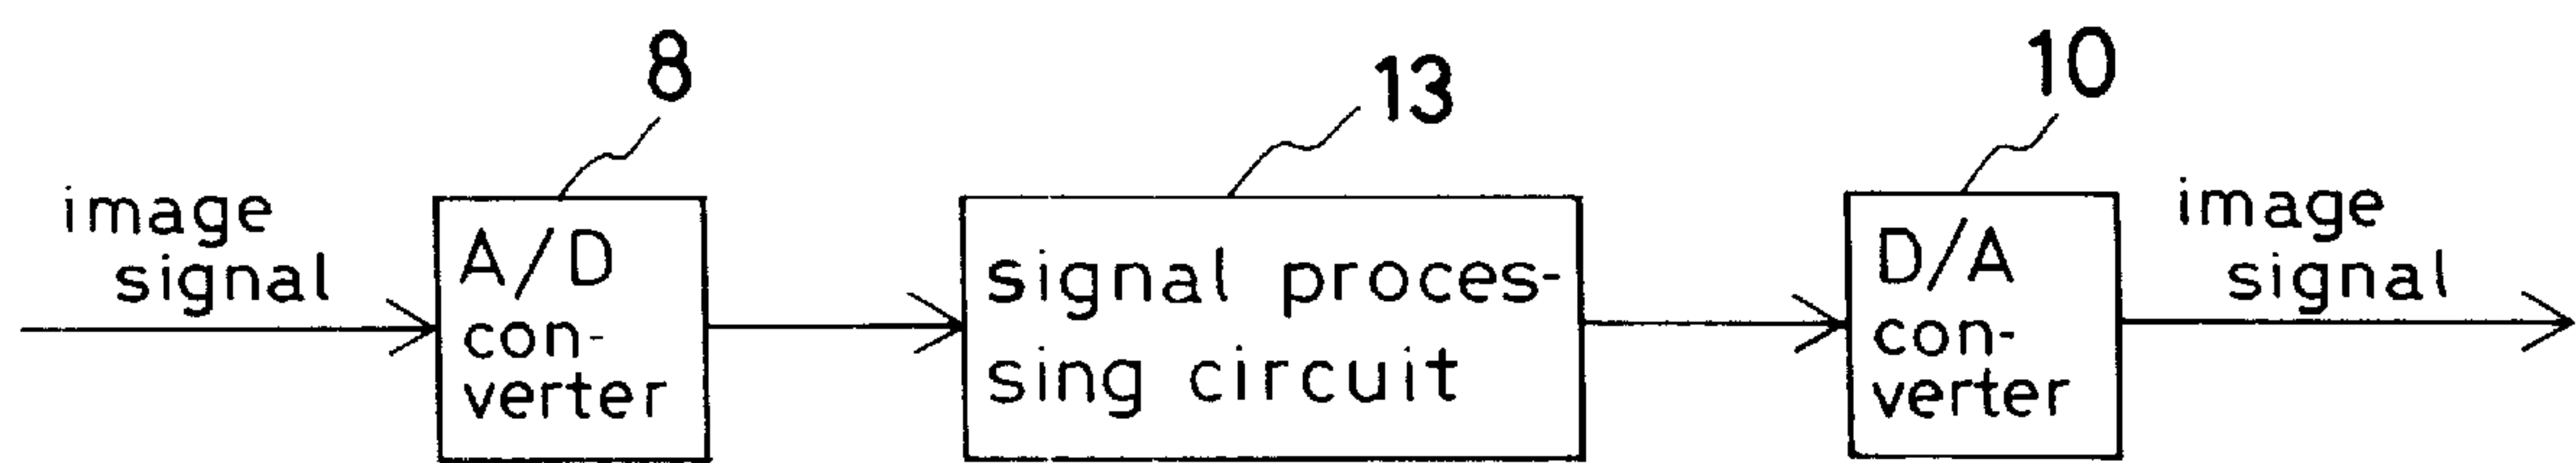 8
13
10
image
signal
A/D
con-
verter
signal proces-
sing circuit
D/A
con-
verter
image
signal